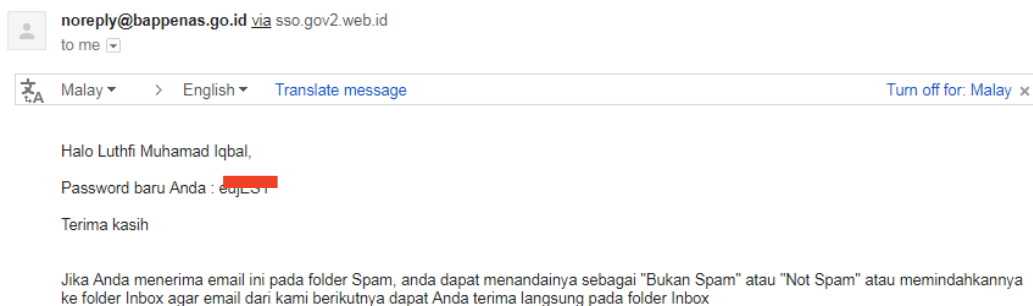 noreply@bappenas.go.id via sso.gov2.web.id
to me
Malay > English Translate message Turn off for: Malay ×
Halo Luthfi Muhamad Iqbal,
Password baru Anda :
Terima kasih
Jika Anda menerima email ini pada folder Spam, anda dapat menandainya sebagai "Bukan Spam" atau "Not Spam" atau memindahkannya
ke folder Inbox agar email dari kami berikutnya dapat Anda terima langsung pada folder Inbox